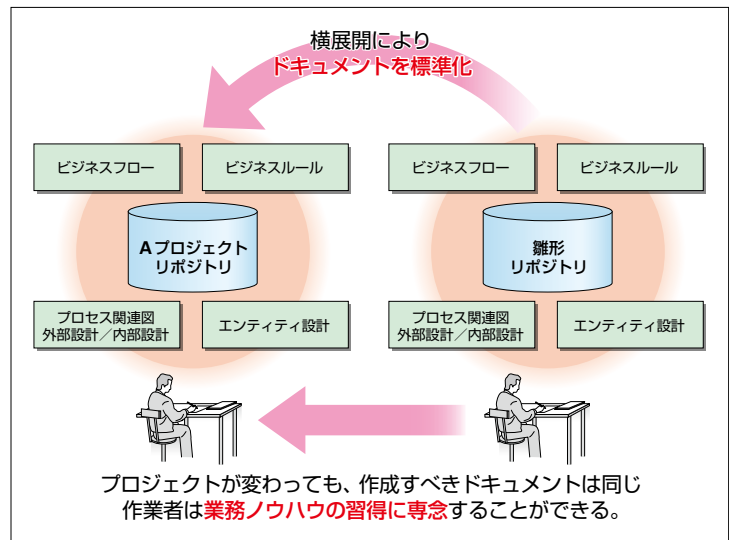 横展開により
ドキュメントを標準化
ビジネスフロー
ビジネスルール
Aプロジェクト
リポジトリ
プロセス関連図
外部設計／内部設計
エンティティ設計
ビジネスフロー
ビジネスルール
雛形
リポジトリ
プロセス関連図
外部設計／内部設計
エンティティ設計
プロジェクトが変わっても、作成すべきドキュメントは同じ
作業者は業務ノウハウの習得に専念することができる。